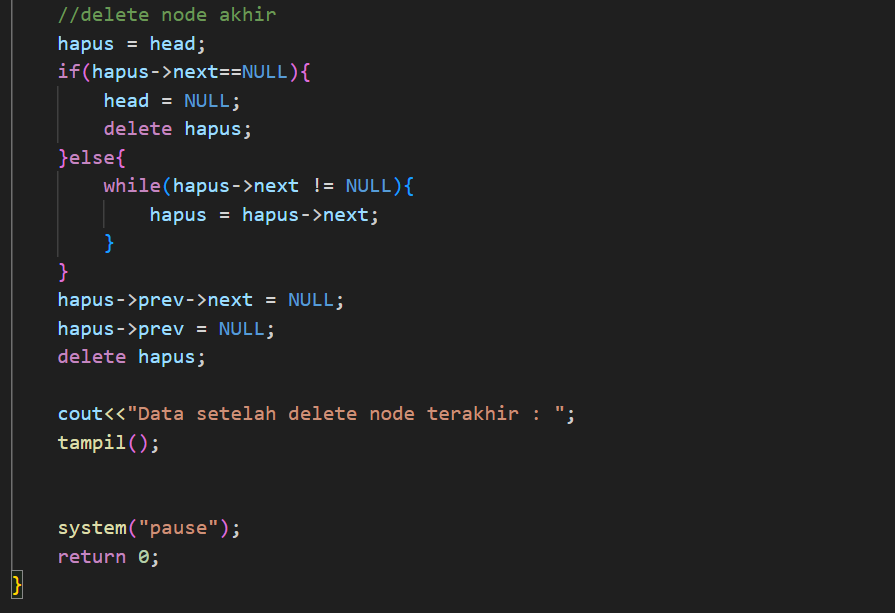 //delete node akhir
hapus = head;
if(hapus->next==NULL){
head = NULL;
delete hapus;
}else{
while(hapus->next != NULL){
hapus = hapus->next;
}
}
hapus->prev->next = NULL;
hapus->prev = NULL;
delete hapus;
cout<<"Data setelah delete node terakhir : ";
tampil();
system("pause");
return 0;
}